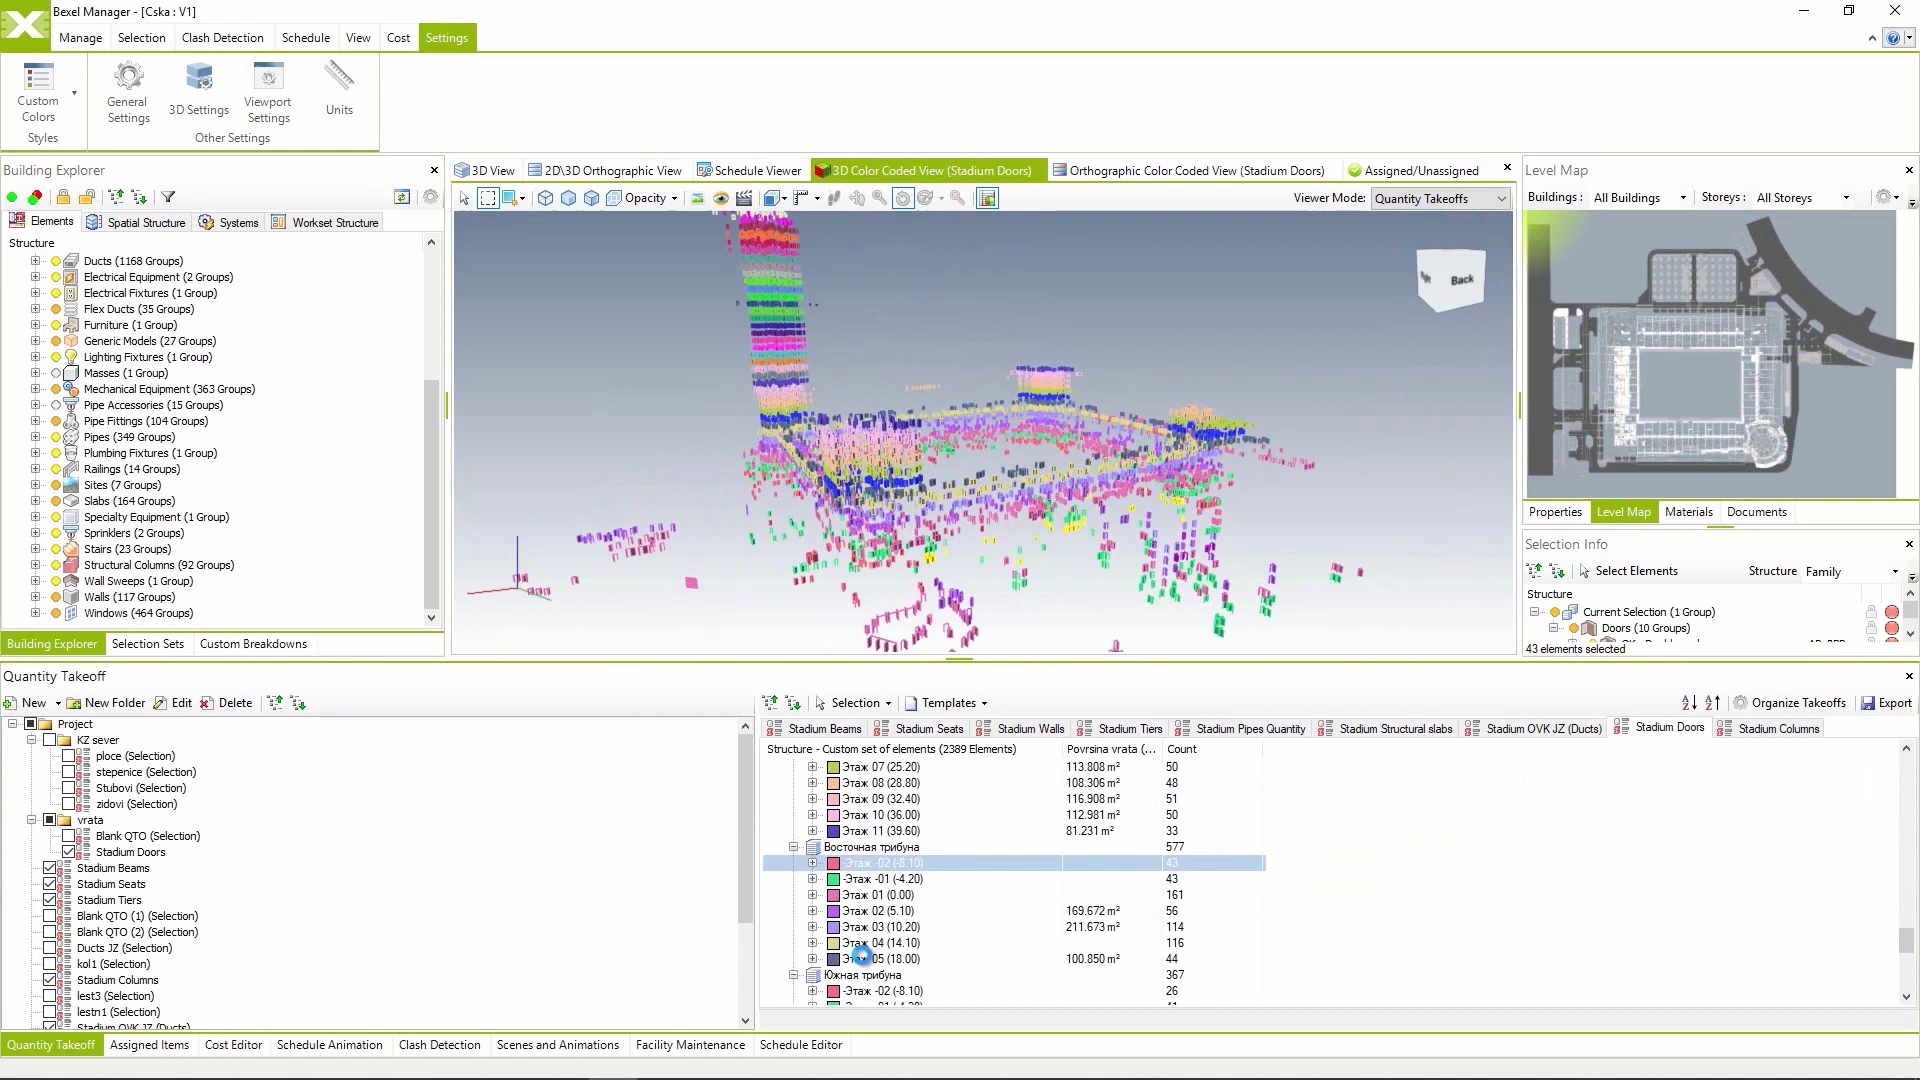 Bexel Manager - [Cska : V1]
Manage Selection Clash Detection Schedule View Cost Settings
Custom Colors
General Settings
3D Settings
Viewport Settings
Units
Styles
Other Settings
Building Explorer
Elements Spatial Structure Systems Workset Structure
Structure
Ducts (1168 Groups)
Electrical Equipment (2 Groups)
Electrical Fixtures (1 Group)
Flex Ducts (35 Groups)
Furniture (1 Group)
Generic Models (27 Groups)
Lighting Fixtures (1 Group)
Masses (1 Group)
Mechanical Equipment (363 Groups)
Pipe Accessories (15 Groups)
Pipe Fittings (104 Groups)
Pipes (349 Groups)
Plumbing Fixtures (1 Group)
Railings (14 Groups)
Sites (7 Groups)
Slabs (164 Groups)
Specialty Equipment (1 Group)
Sprinklers (2 Groups)
Stairs (23 Groups)
Structural Columns (92 Groups)
Wall Sweeps (1 Group)
Walls (117 Groups)
Windows (464 Groups)
Building Explorer Selection Sets Custom Breakdowns
3D View 2D\3D Orthographic View Schedule Viewer 3D Color Coded View (Stadium Doors) Orthographic Color Coded View (Stadium Doors) Assigned/Unassigned
Opacity Viewer Mode: Quantity Takeoffs
Back
Level Map
Buildings : All Buildings Storeys : All Storeys
Properties Level Map Materials Documents
Selection Info
Select Elements Structure Family
Structure
Current Selection (1 Group)
Doors (10 Groups)
43 elements selected
Quantity Takeoff
New New Folder Edit Delete
Project
KZ sever
ploce (Selection)
stepenice (Selection)
Stubovi (Selection)
zidovi (Selection)
vrata
Blank QTO (Selection)
Stadium Doors
Stadium Beams
Stadium Seats
Stadium Tiers
Blank QTO (1) (Selection)
Blank QTO (2) (Selection)
Ducts JZ (Selection)
kol1 (Selection)
Stadium Columns
lest3 (Selection)
lestn1 (Selection)
Stadium OVK JZ (Ducts)
Selection Templates Organize Takeoffs Export
Stadium Beams Stadium Seats Stadium Walls Stadium Tiers Stadium Pipes Quantity Stadium Structural slabs Stadium OVK JZ (Ducts) Stadium Doors Stadium Columns
Structure - Custom set of elements (2389 Elements) Povrsina vrata (... Count
Этаж 07 (25.20) 113.808 m² 50
Этаж 08 (28.80) 108.306 m² 48
Этаж 09 (32.40) 116.908 m² 51
Этаж 10 (36.00) 112.981 m² 50
Этаж 11 (39.60) 81.231 m² 33
Восточная трибуна 577
-Этаж -02 (-8.10) 43
-Этаж -01 (-4.20) 43
Этаж 01 (0.00) 161
Этаж 02 (5.10) 169.672 m² 56
Этаж 03 (10.20) 211.673 m² 114
Этаж 04 (14.10) 116
Этаж 05 (18.00) 100.850 m² 44
Южная трибуна 367
-Этаж -02 (-8.10) 26
Quantity Takeoff Assigned Items Cost Editor Schedule Animation Clash Detection Scenes and Animations Facility Maintenance Schedule Editor